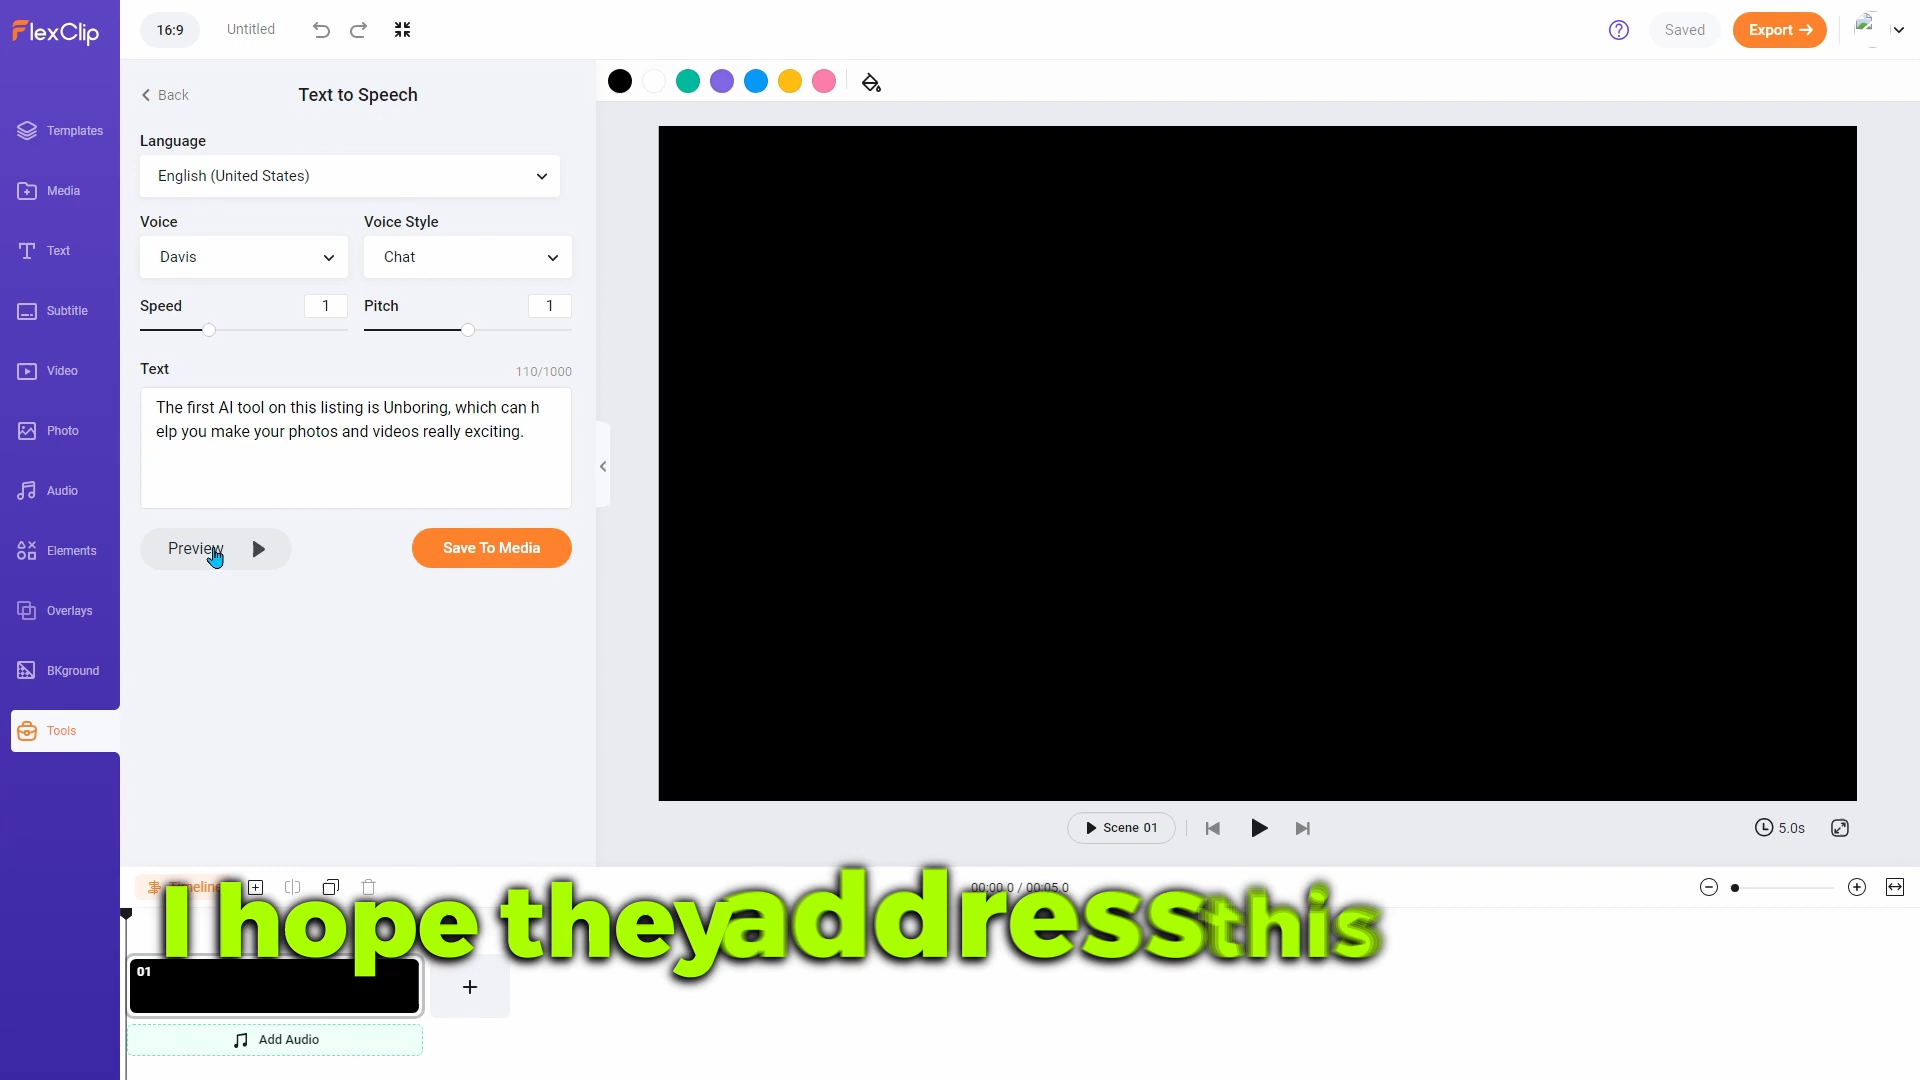 FlexClip
16:9
Untitled
Saved
Export
Templates
Media
Text
Subtitle
Video
Photo
Audio
Elements
Overlays
BKground
Tools
Back
Text to Speech
Language
English (United States)
Voice
Voice Style
Davis
Chat
Speed
1
Pitch
1
Text
110/1000
The first AI tool on this listing is Unboring, which can h
elp you make your photos and videos really exciting.
Preview
Save To Media
Scene 01
5.0s
Timeline
00:00.0 / 00:05.0
I hope they address this
01
+
Add Audio